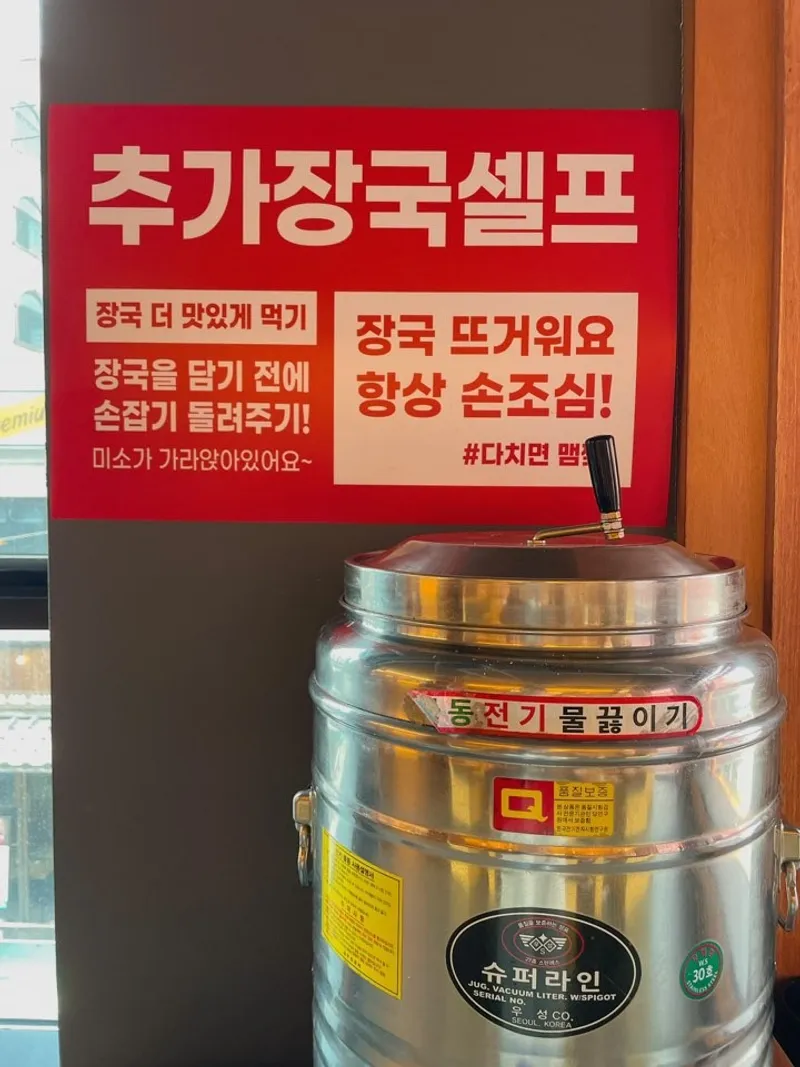 추가장국셀프
장국 더 맛있게 먹기
장국을 담기 전에
손잡기 돌려주기!
미소가 가라앉아있어요~
장국 뜨거워요
항상 손조심!
#다치면
동전기물끓이기
Q
품질보증
슈퍼라인
JUG. VACUUM LITER. W/SPIGOT
SERIAL NO.
우 성 CO.
SEOUL. KOREA
W.S
30호